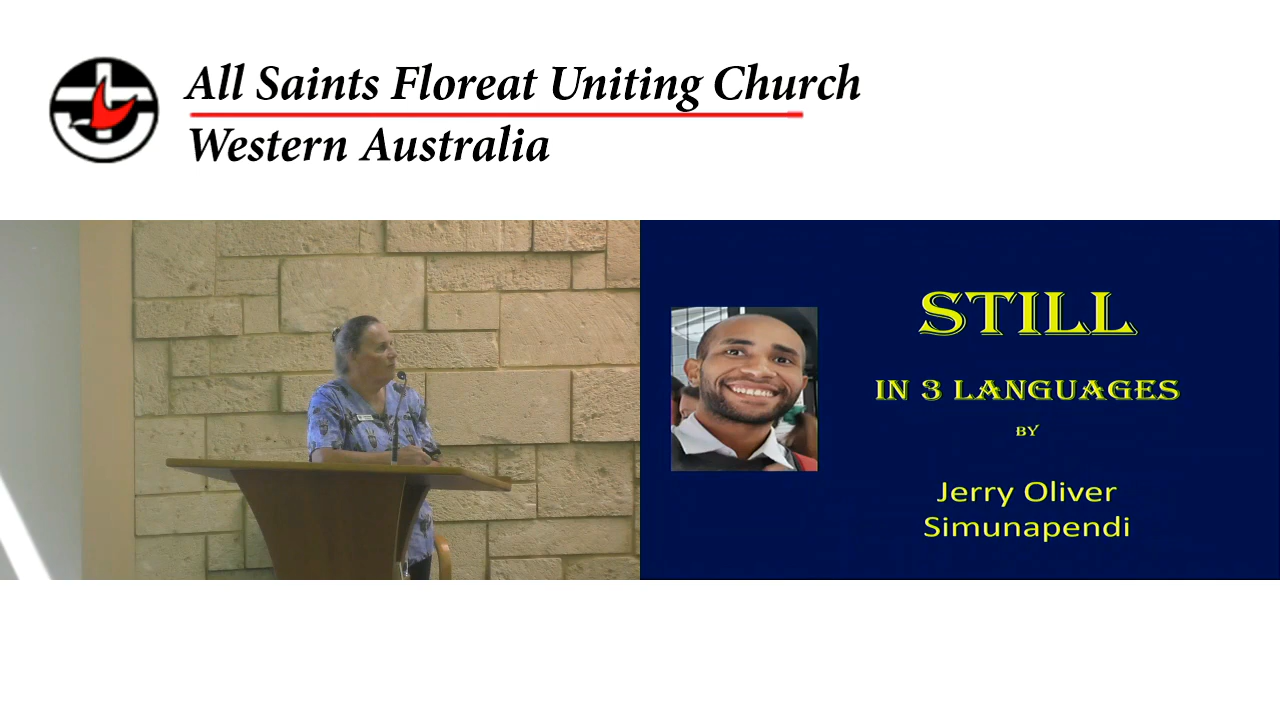 All Saints Floreat Uniting Church
Western Australia
STILL
IN 3 LANGUAGES
BY
Jerry Oliver
Simunapendi